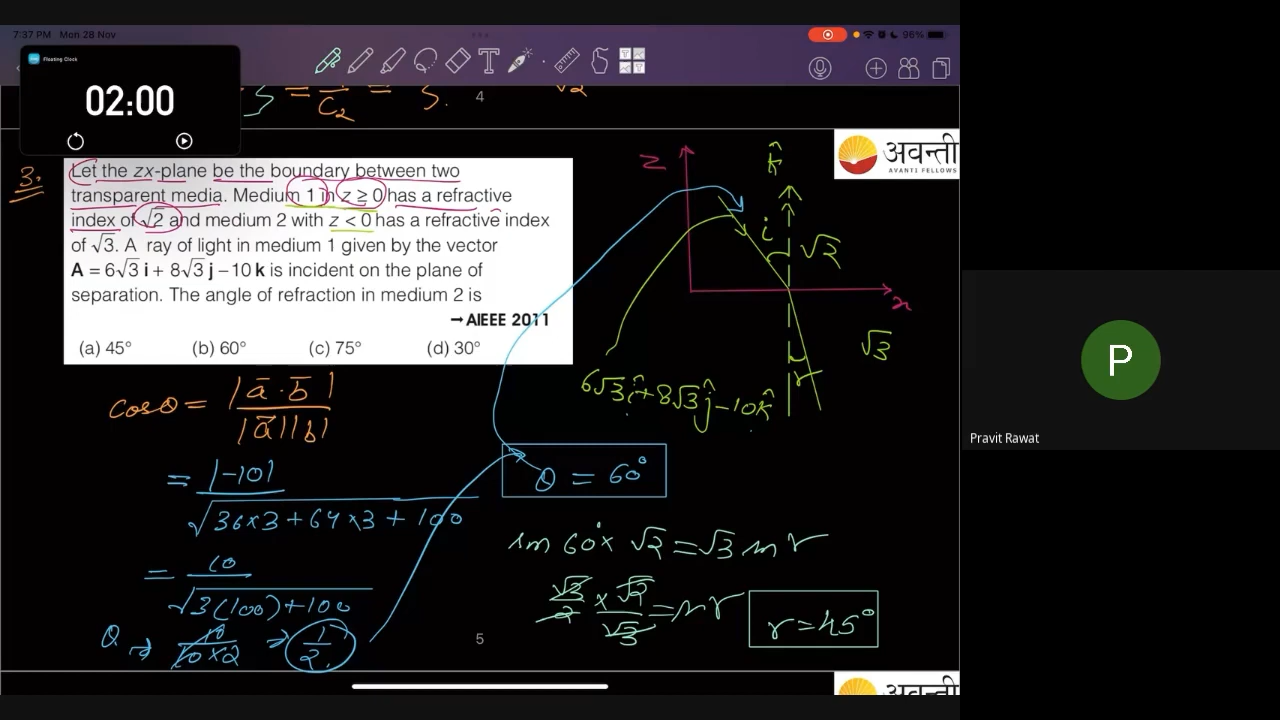 7:37 PM Mon 28 Nov
96%
Floating Clock
02:00
= = 5.
C₂
√2
4
3.
Let the zx-plane be the boundary between two
transparent media. Medium 1 in z ≥ 0 has a refractive
index of √2 and medium 2 with z < 0 has a refractive index
of √3. A ray of light in medium 1 given by the vector
A = 6√3 i + 8√3 j − 10 k is incident on the plane of
separation. The angle of refraction in medium 2 is
→AIEEE 2011
(a) 45° (b) 60° (c) 75° (d) 30°
z
k̂
i
√2
x
√3
r
6√3 î + 8√3 ĵ − 10 k̂
अवन्ती
AVANTI FELLOWS
cosθ = |ā · b̄| / |ā||b|
= |-10| / √36×3 + 64×3 + 100
= 10 / √3(100) + 100
θ → 10 / 10×2 → 1/2
θ = 60°
sin 60° × √2 = √3 sin r
√3/2 × √2/√3 = sin r
r = 45°
5
अवन्ती
P
Pravit Rawat